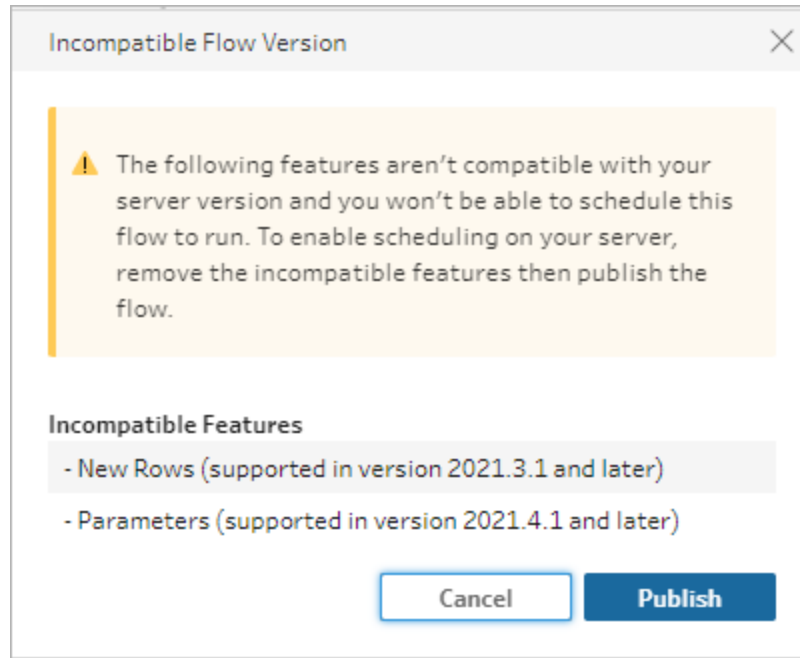 Incompatible Flow Version
The following features aren't compatible with your
server version and you won't be able to schedule this
flow to run. To enable scheduling on your server,
remove the incompatible features then publish the
flow.
Incompatible Features
- New Rows (supported in version 2021.3.1 and later)
- Parameters (supported in version 2021.4.1 and later)
Cancel
Publish